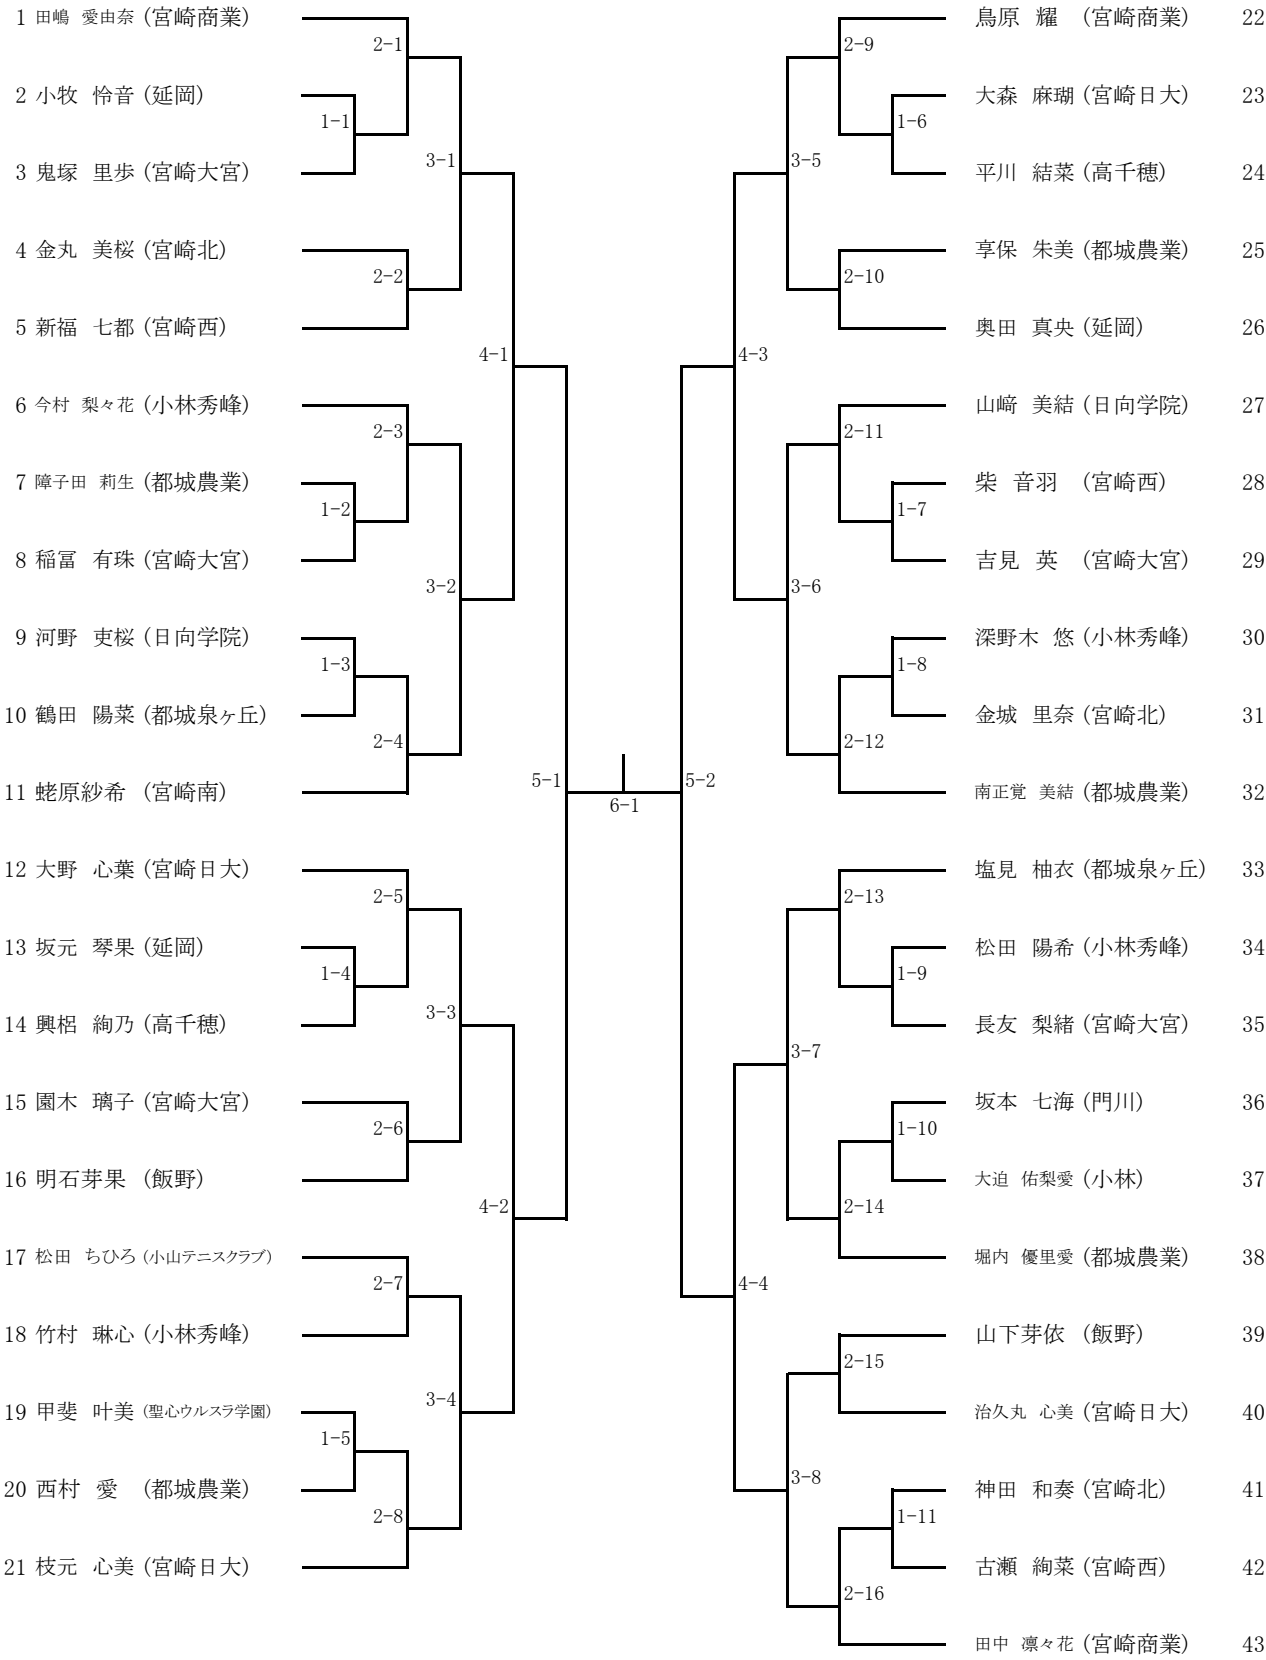 1 田嶋 愛由奈 (宮崎商業)
2-1
2 小牧 怜音 (延岡)
1-1
3 鬼塚 里歩 (宮崎大宮)
3-1
4 金丸 美桜 (宮崎北)
2-2
5 新福 七都 (宮崎西)
4-1
6 今村 梨々花 (小林秀峰)
2-3
7 障子田 莉生 (都城農業)
1-2
8 稲冨 有珠 (宮崎大宮)
3-2
9 河野 吏桜 (日向学院)
1-3
10 鶴田 陽菜 (都城泉ヶ丘)
2-4
11 蛯原紗希 (宮崎南)
5-1
12 大野 心葉 (宮崎日大)
2-5
13 坂元 琴果 (延岡)
1-4
14 興梠 絢乃 (高千穂)
3-3
15 園木 璃子 (宮崎大宮)
2-6
16 明石芽果 (飯野)
4-2
17 松田 ちひろ (小山テニスクラブ)
2-7
18 竹村 琳心 (小林秀峰)
3-4
19 甲斐 叶美 (聖心ウルスラ学園)
1-5
20 西村 愛 (都城農業)
2-8
21 枝元 心美 (宮崎日大)
6-1
鳥原 耀 (宮崎商業) 22
2-9
大森 麻瑚 (宮崎日大) 23
1-6
平川 結菜 (高千穂) 24
3-5
享保 朱美 (都城農業) 25
2-10
奥田 真央 (延岡) 26
4-3
山﨑 美結 (日向学院) 27
2-11
柴 音羽 (宮崎西) 28
1-7
吉見 英 (宮崎大宮) 29
3-6
深野木 悠 (小林秀峰) 30
1-8
金城 里奈 (宮崎北) 31
2-12
南正覚 美結 (都城農業) 32
5-2
塩見 柚衣 (都城泉ヶ丘) 33
2-13
松田 陽希 (小林秀峰) 34
1-9
長友 梨緒 (宮崎大宮) 35
3-7
坂本 七海 (門川) 36
1-10
大迫 佑梨愛 (小林) 37
2-14
堀内 優里愛 (都城農業) 38
4-4
山下芽依 (飯野) 39
2-15
治久丸 心美 (宮崎日大) 40
3-8
神田 和奏 (宮崎北) 41
1-11
古瀬 絢菜 (宮崎西) 42
2-16
田中 凛々花 (宮崎商業) 43